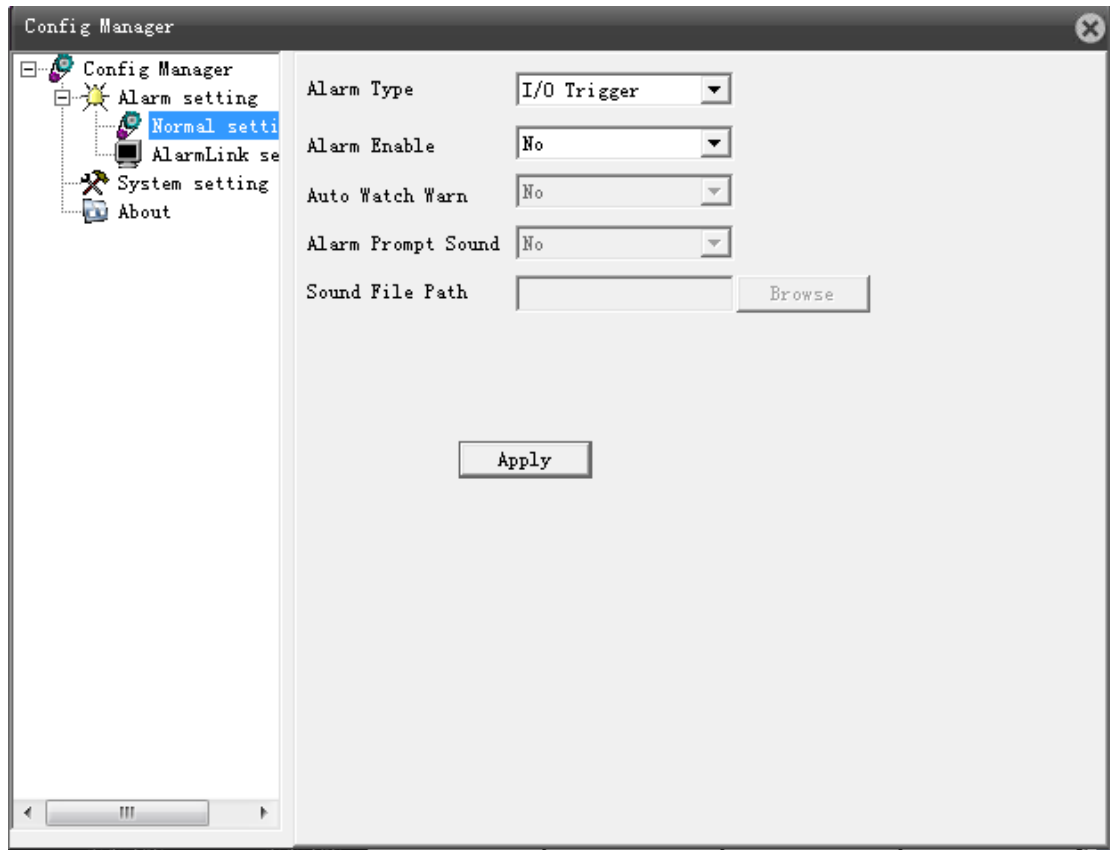 Config Manager
Config Manager
Alarm setting
Normal setti
AlarmLink se
System setting
About
Alarm Type
I/O Trigger
Alarm Enable
No
Auto Watch Warn
No
Alarm Prompt Sound
No
Sound File Path
Browse
Apply